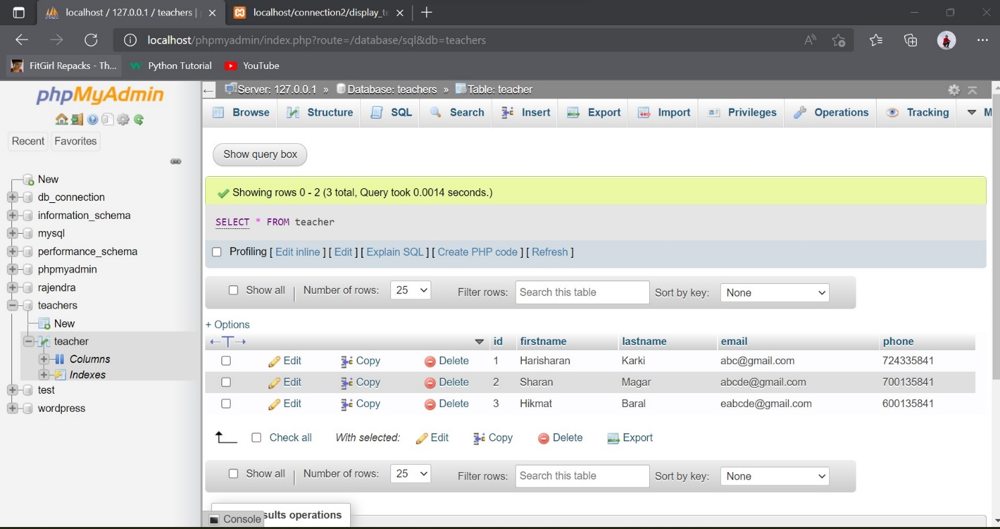 localhost / 127.0.0.1 / teachers |
localhost/connection2/display_te
localhost/phpmyadmin/index.php?route=/database/sql&db=teachers
FitGirl Repacks - Th... Python Tutorial YouTube
phpMyAdmin
Recent Favorites
New
db_connection
information_schema
mysql
performance_schema
phpmyadmin
rajendra
teachers
New
teacher
Columns
Indexes
test
wordpress
Server: 127.0.0.1 » Database: teachers » Table: teacher
Browse Structure SQL Search Insert Export Import Privileges Operations Tracking M
Show query box
Showing rows 0 - 2 (3 total, Query took 0.0014 seconds.)
SELECT * FROM teacher
Profiling [ Edit inline ] [ Edit ] [ Explain SQL ] [ Create PHP code ] [ Refresh ]
Show all | Number of rows: 25 Filter rows: Search this table Sort by key: None
+ Options
←T→ id firstname lastname email phone
Edit Copy Delete 1 Harisharan Karki abc@gmail.com 724335841
Edit Copy Delete 2 Sharan Magar abcde@gmail.com 700135841
Edit Copy Delete 3 Hikmat Baral eabcde@gmail.com 600135841
Check all With selected: Edit Copy Delete Export
Show all | Number of rows: 25 Filter rows: Search this table Sort by key: None
sults operations
Console